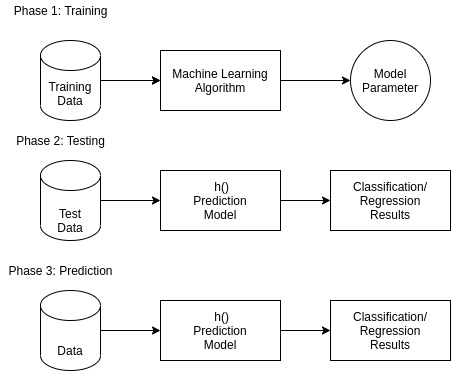 Phase 1: Training
Training
Data
Machine Learning
Algorithm
Model
Parameter
Phase 2: Testing
Test
Data
h()
Prediction
Model
Classification/
Regression
Results
Phase 3: Prediction
Data
h()
Prediction
Model
Classification/
Regression
Results